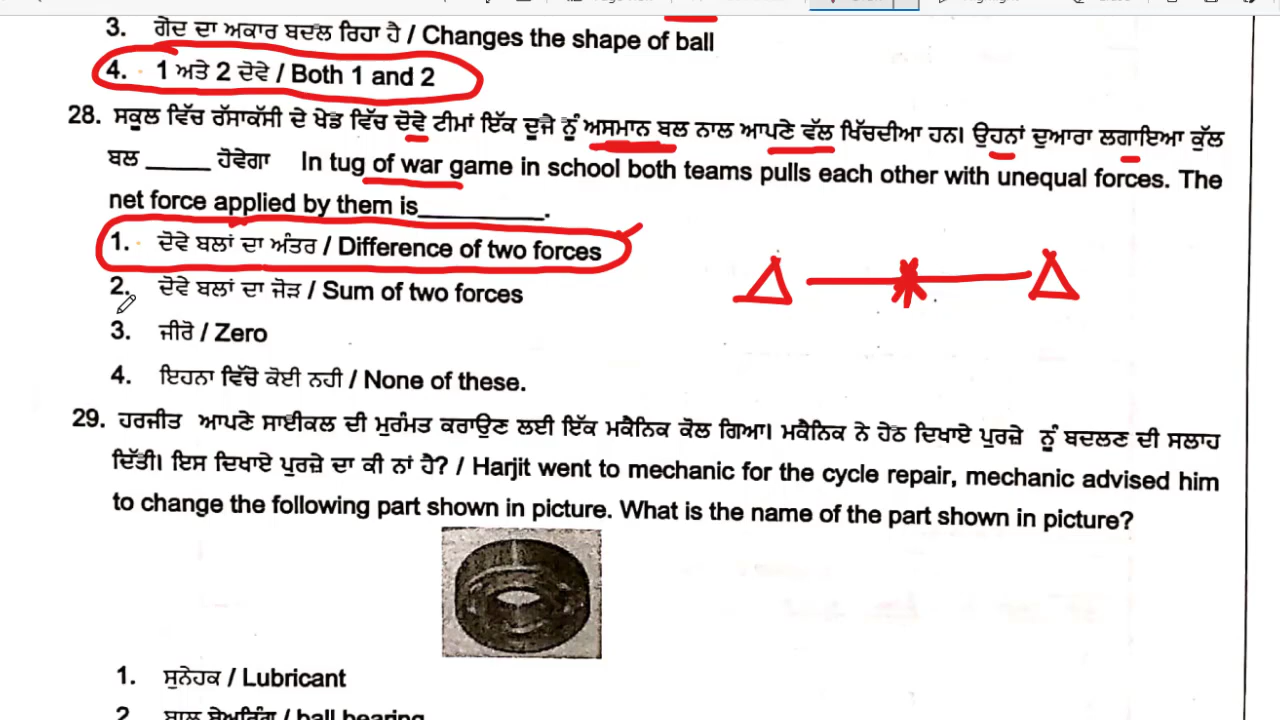 3. ਗੇਂਦ ਦਾ ਅਕਾਰ ਬਦਲ ਰਿਹਾ ਹੈ / Changes the shape of ball
4. 1 ਅਤੇ 2 ਦੋਵੇ / Both 1 and 2
28. ਸਕੂਲ ਵਿੱਚ ਰੱਸਾਕੱਸੀ ਦੇ ਖੇਡ ਵਿੱਚ ਦੋਵੇ ਟੀਮਾਂ ਇੱਕ ਦੂਜੇ ਨੂੰ ਅਸਮਾਨ ਬਲ ਨਾਲ ਆਪਣੇ ਵੱਲ ਖਿੱਚਦੀਆ ਹਨ। ਉਹਨਾਂ ਦੁਆਰਾ ਲਗਾਇਆ ਕੁੱਲ
ਬਲ ______ ਹੋਵੇਗਾ In tug of war game in school both teams pulls each other with unequal forces. The
net force applied by them is____________.
1. ਦੋਵੇ ਬਲਾਂ ਦਾ ਅੰਤਰ / Difference of two forces
2. ਦੋਵੇ ਬਲਾਂ ਦਾ ਜੋੜ / Sum of two forces
3. ਜੀਰੋ / Zero
4. ਇਹਨਾ ਵਿੱਚੋ ਕੋਈ ਨਹੀ / None of these.
29. ਹਰਜੀਤ ਆਪਣੇ ਸਾਈਕਲ ਦੀ ਮੁਰੰਮਤ ਕਰਾਉਣ ਲਈ ਇੱਕ ਮਕੈਨਿਕ ਕੋਲ ਗਿਆ। ਮਕੈਨਿਕ ਨੇ ਹੇਠ ਦਿਖਾਏ ਪੁਰਜ਼ੇ ਨੂੰ ਬਦਲਣ ਦੀ ਸਲਾਹ
ਦਿੱਤੀ। ਇਸ ਦਿਖਾਏ ਪੁਰਜ਼ੇ ਦਾ ਕੀ ਨਾਂ ਹੈ? / Harjit went to mechanic for the cycle repair, mechanic advised him
to change the following part shown in picture. What is the name of the part shown in picture?
1. ਸੁਨੇਹਕ / Lubricant
2. ਬਾਲ ਬੇਅਰਿੰਗ / ball bearing